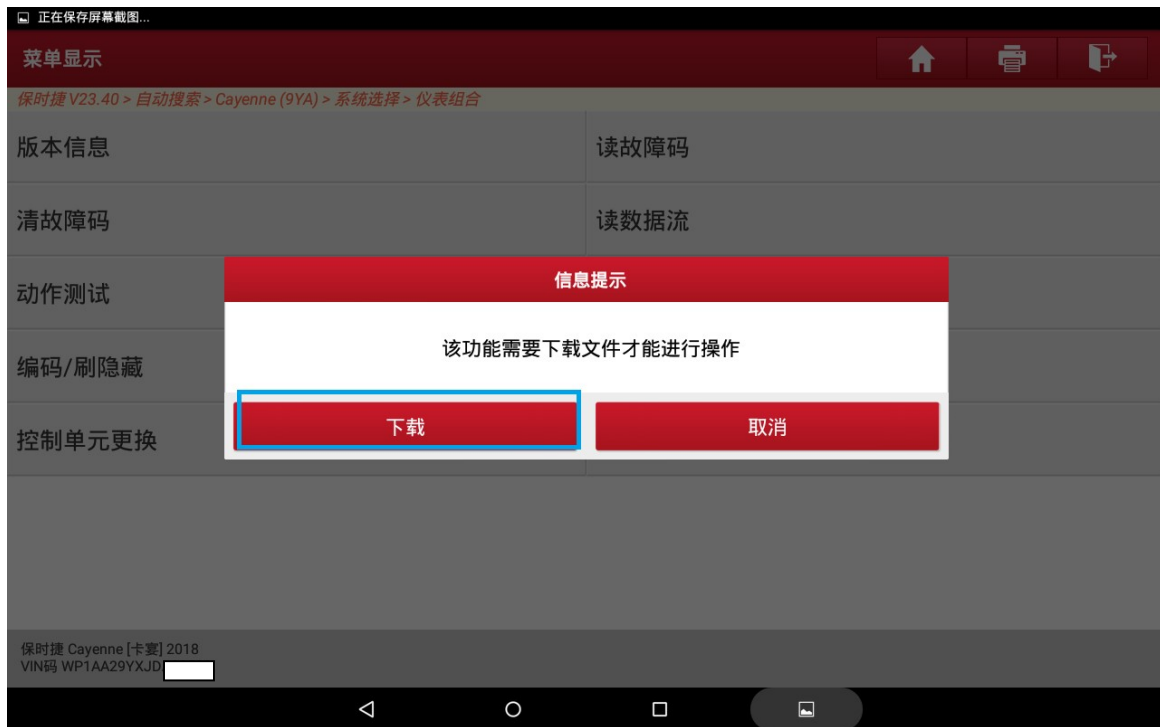 正在保存屏幕截图...
菜单显示
保时捷 V23.40 > 自动搜索 > Cayenne (9YA) > 系统选择 > 仪表组合
版本信息
读故障码
清故障码
读数据流
动作测试
信息提示
该功能需要下载文件才能进行操作
编码/刷隐藏
下载
取消
控制单元更换
保时捷 Cayenne [卡宴] 2018
VIN码 WP1AA29YXJD